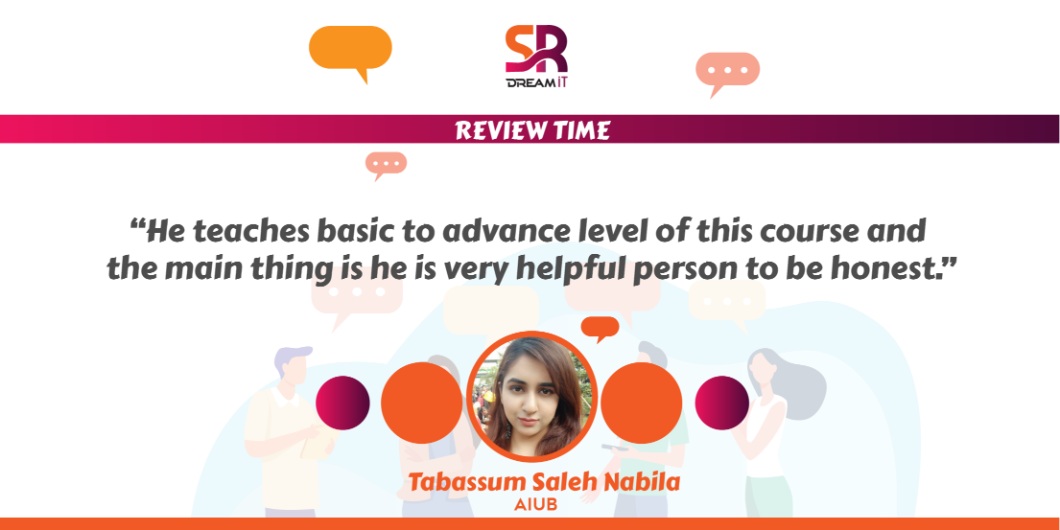 SR
DREAM iT
REVIEW TIME
“He teaches basic to advance level of this course and
the main thing is he is very helpful person to be honest.”
Tabassum Saleh Nabila
AIUB